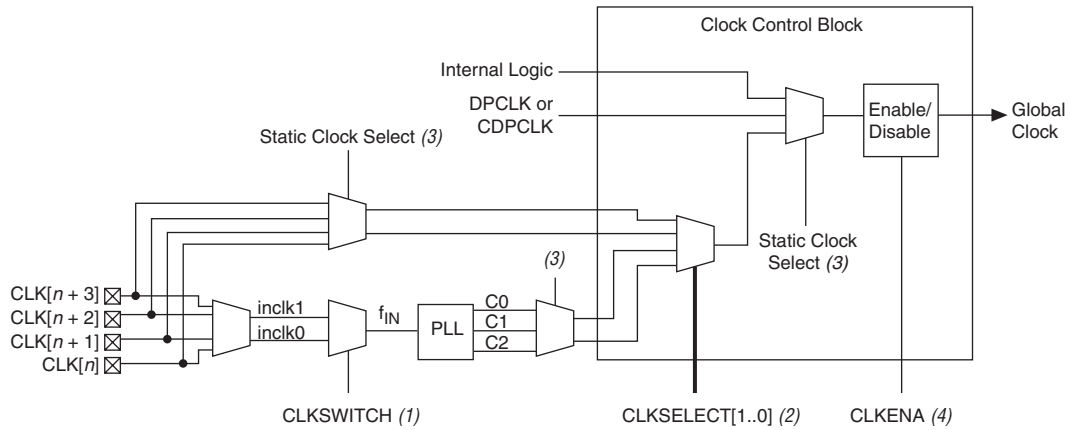 Clock Control Block
Internal Logic
DPCLK or
CDPCLK
Enable/
Disable
Global
Clock
Static Clock Select (3)
Static Clock
Select (3)
(3)
CLK[n + 3]
CLK[n + 2]
CLK[n + 1]
CLK[n]
inclk1
inclk0
fIN
PLL
C0
C1
C2
CLKSWITCH (1)
CLKSELECT[1..0] (2)
CLKENA (4)